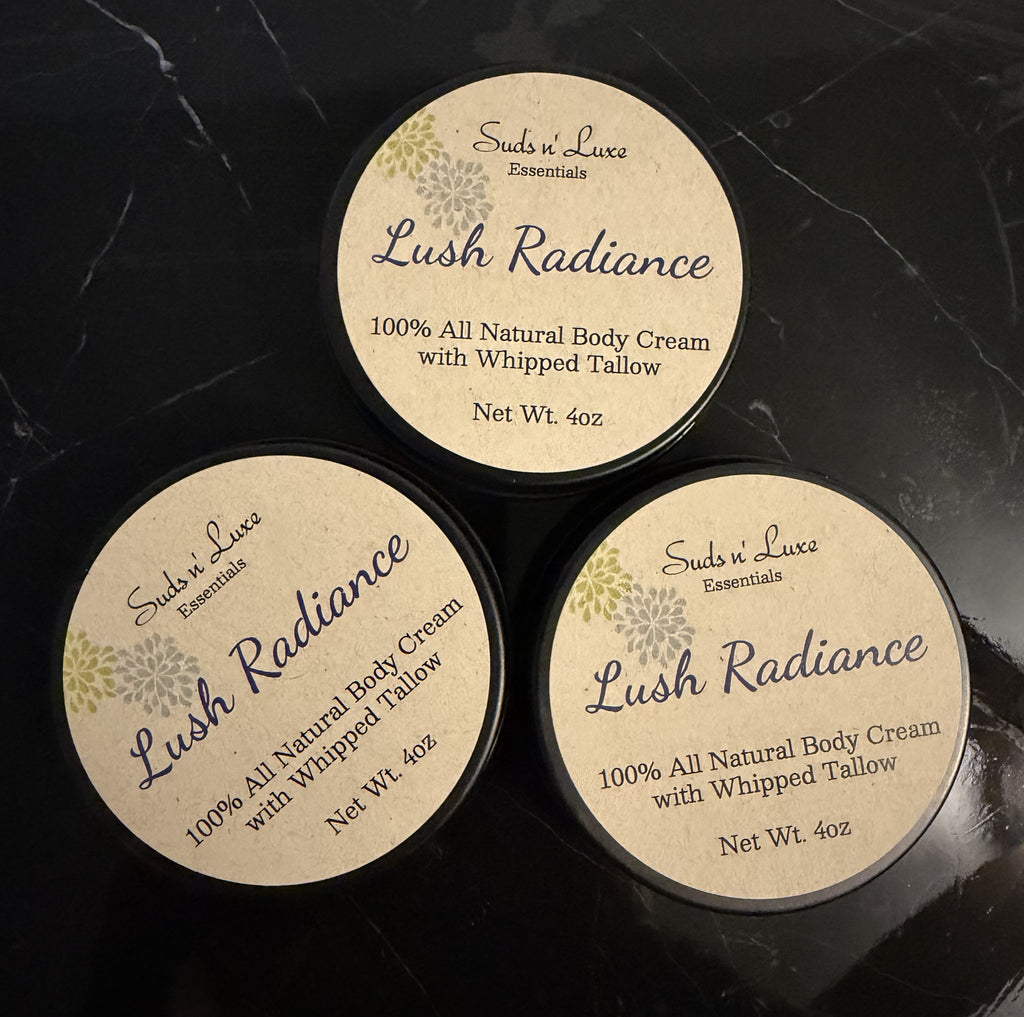 Suds n' Luxe
Essentials
Lush Radiance
100% All Natural Body Cream
with Whipped Tallow
Net Wt. 4oz
Suds n' Luxe
Essentials
Lush Radiance
100% All Natural Body Cream
with Whipped Tallow
Net Wt. 4oz
Suds n' Luxe
Essentials
Lush Radiance
100% All Natural Body Cream
with Whipped Tallow
Net Wt. 4oz